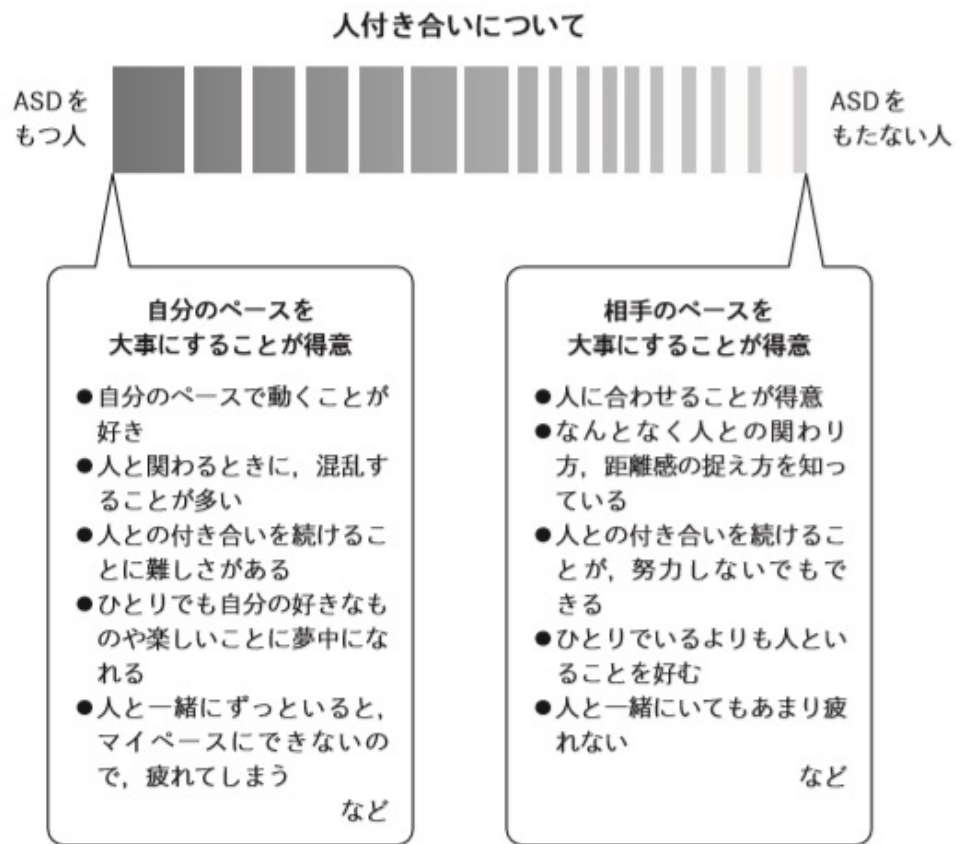 人付き合いについて
ASDを
もつ人
ASDを
もたない人
自分のペースを
大事にすることが得意
●自分のペースで動くことが
好き
●人と関わるときに，混乱す
ることが多い
●人との付き合いを続けるこ
とに難しさがある
●ひとりでも自分の好きなも
のや楽しいことに夢中にな
れる
●人と一緒にずっといると，
マイペースにできないの
で，疲れてしまう
など
相手のペースを
大事にすることが得意
●人に合わせることが得意
●なんとなく人との関わり
方，距離感の捉え方を知っ
ている
●人との付き合いを続けるこ
とが，努力しないでもで
きる
●ひとりでいるよりも人とい
ることを好む
●人と一緒にいてもあまり疲
れない
など